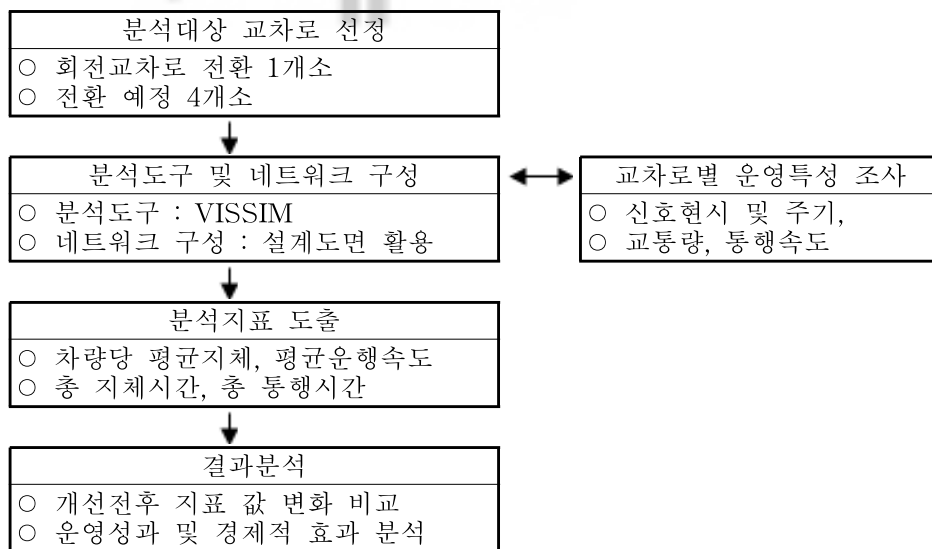 분석대상 교차로 선정
○ 회전교차로 전환 1개소
○ 전환 예정 4개소
분석도구 및 네트워크 구성
○ 분석도구 : VISSIM
○ 네트워크 구성 : 설계도면 활용
교차로별 운영특성 조사
○ 신호현시 및 주기,
○ 교통량, 통행속도
분석지표 도출
○ 차량당 평균지체, 평균운행속도
○ 총 지체시간, 총 통행시간
결과분석
○ 개선전후 지표 값 변화 비교
○ 운영성과 및 경제적 효과 분석